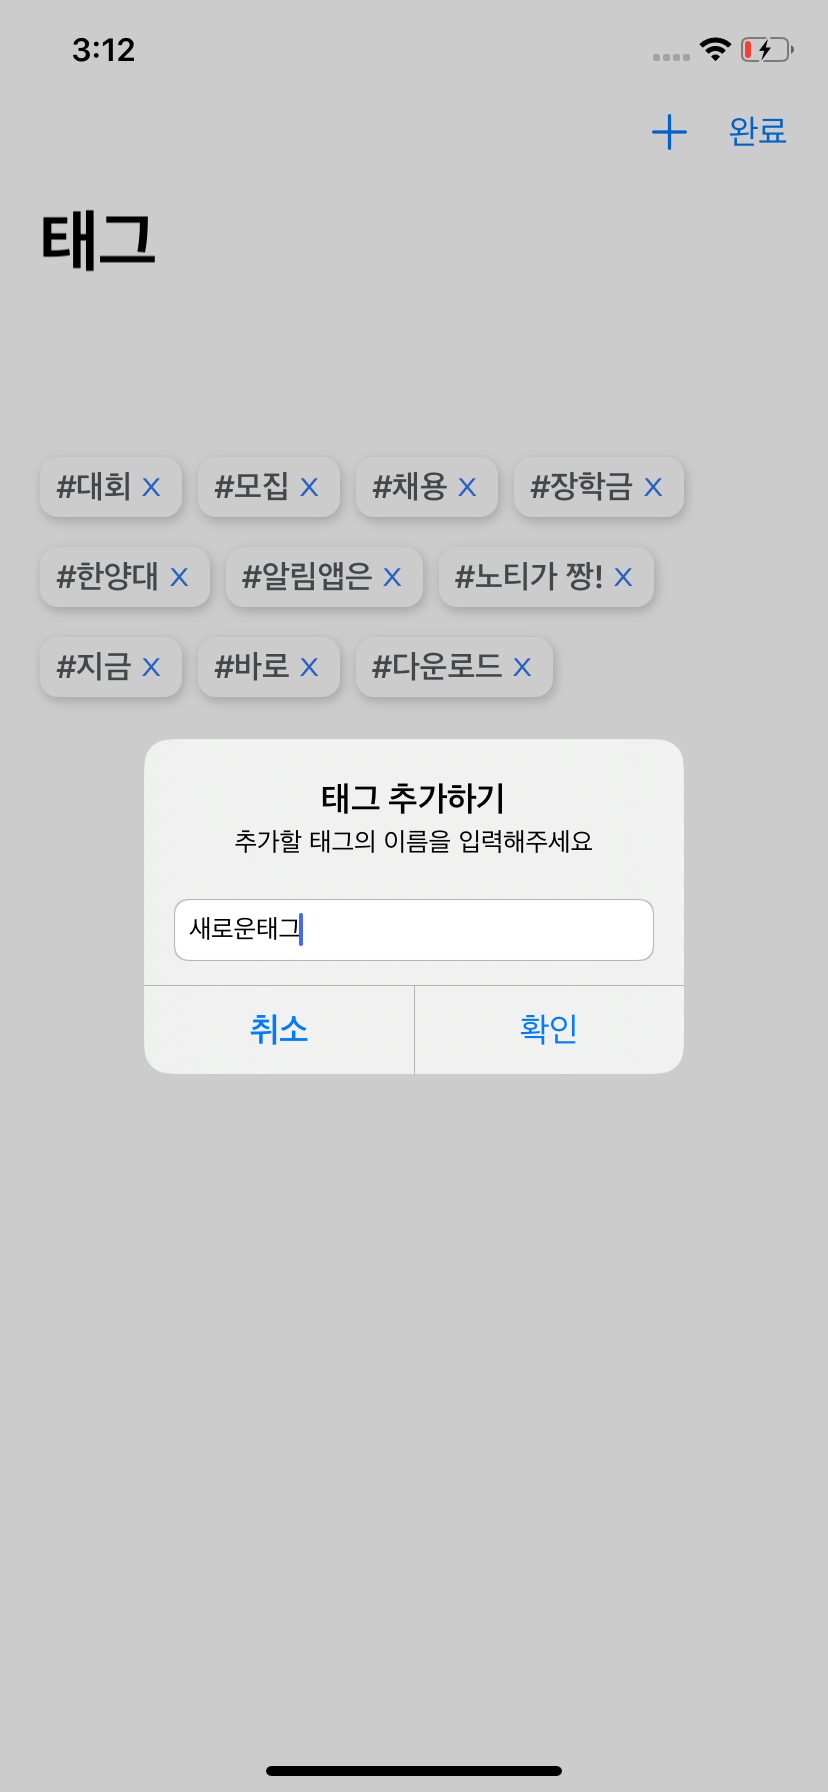 3:12
완료
태그
#대회 X #모집 X #채용 X #장학금 X
#한양대 X #알림앱은 X #노티가 짱! X
#지금 X #바로 X #다운로드 X
태그 추가하기
추가할 태그의 이름을 입력해주세요
새로운태그
취소 확인